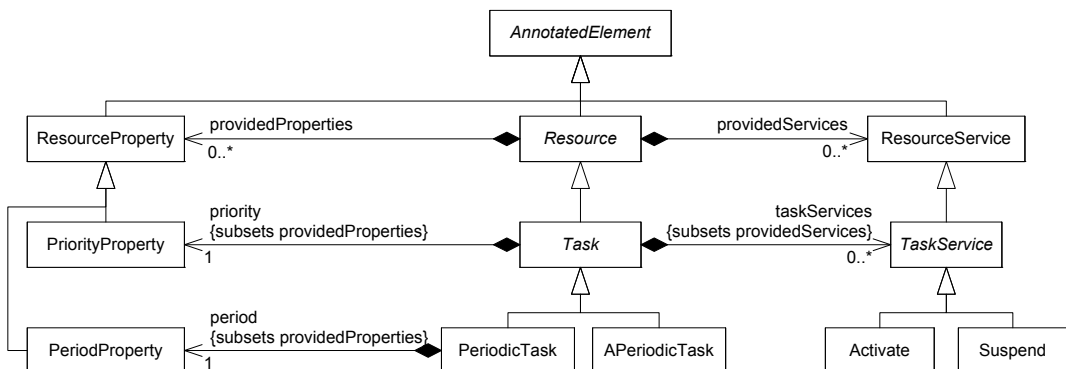 AnnotatedElement
ResourceProperty
providedProperties
0..*
Resource
providedServices
0..*
ResourceService
PriorityProperty
priority
{subsets providedProperties}
1
Task
taskServices
{subsets providedServices}
0..*
TaskService
PeriodProperty
period
{subsets providedProperties}
1
PeriodicTask
APeriodicTask
Activate
Suspend